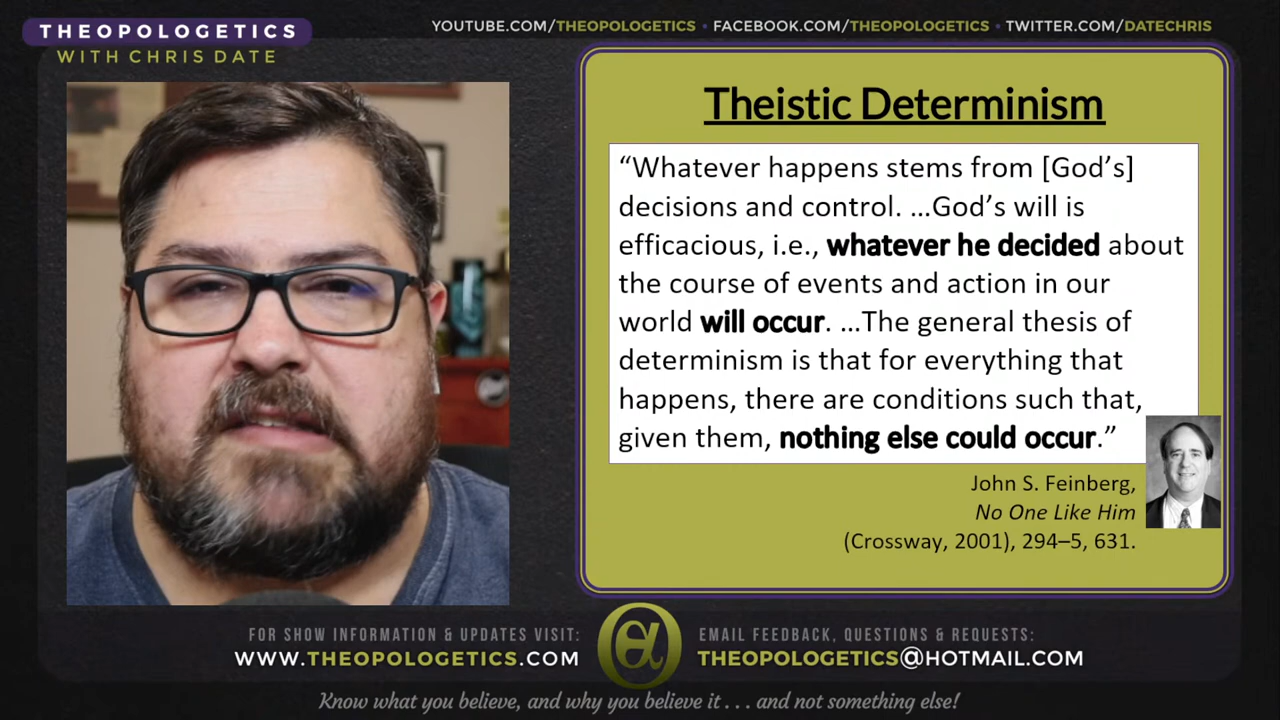 THEOPOLOGETICS
WITH CHRIS DATE
YOUTUBE.COM/THEOPOLOGETICS • FACEBOOK.COM/THEOPOLOGETICS • TWITTER.COM/DATECHRIS
Theistic Determinism
“Whatever happens stems from [God’s]
decisions and control. ...God’s will is
efficacious, i.e., whatever he decided about
the course of events and action in our
world will occur. ...The general thesis of
determinism is that for everything that
happens, there are conditions such that,
given them, nothing else could occur.”
John S. Feinberg,
No One Like Him
(Crossway, 2001), 294–5, 631.
FOR SHOW INFORMATION & UPDATES VISIT:
WWW.THEOPOLOGETICS.COM
EMAIL FEEDBACK, QUESTIONS & REQUESTS:
THEOPOLOGETICS@HOTMAIL.COM
Know what you believe, and why you believe it . . . and not something else!